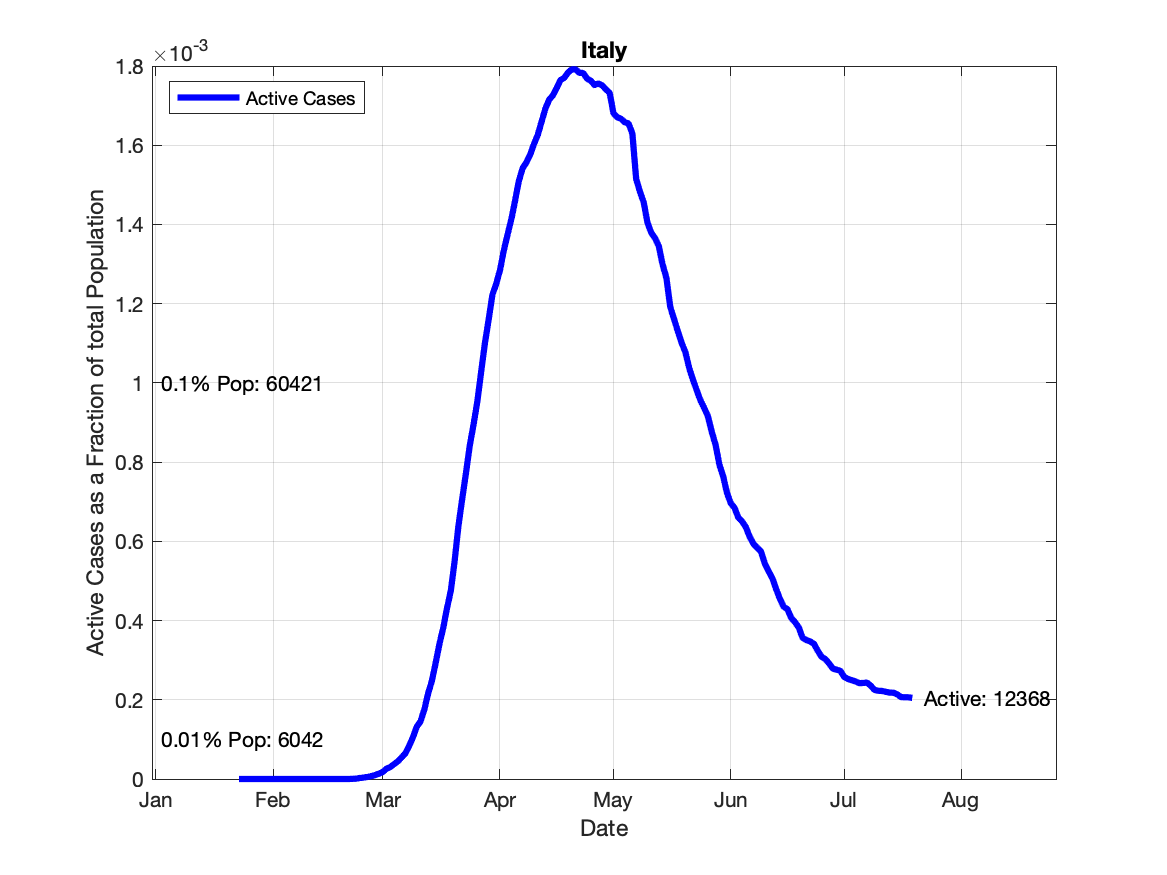 Italy
×10⁻³
Active Cases
1.8
1.6
1.4
1.2
1
0.8
0.6
0.4
0.2
0
0.1% Pop: 60421
0.01% Pop: 6042
Active: 12368
Active Cases as a Fraction of total Population
Jan Feb Mar Apr May Jun Jul Aug
Date